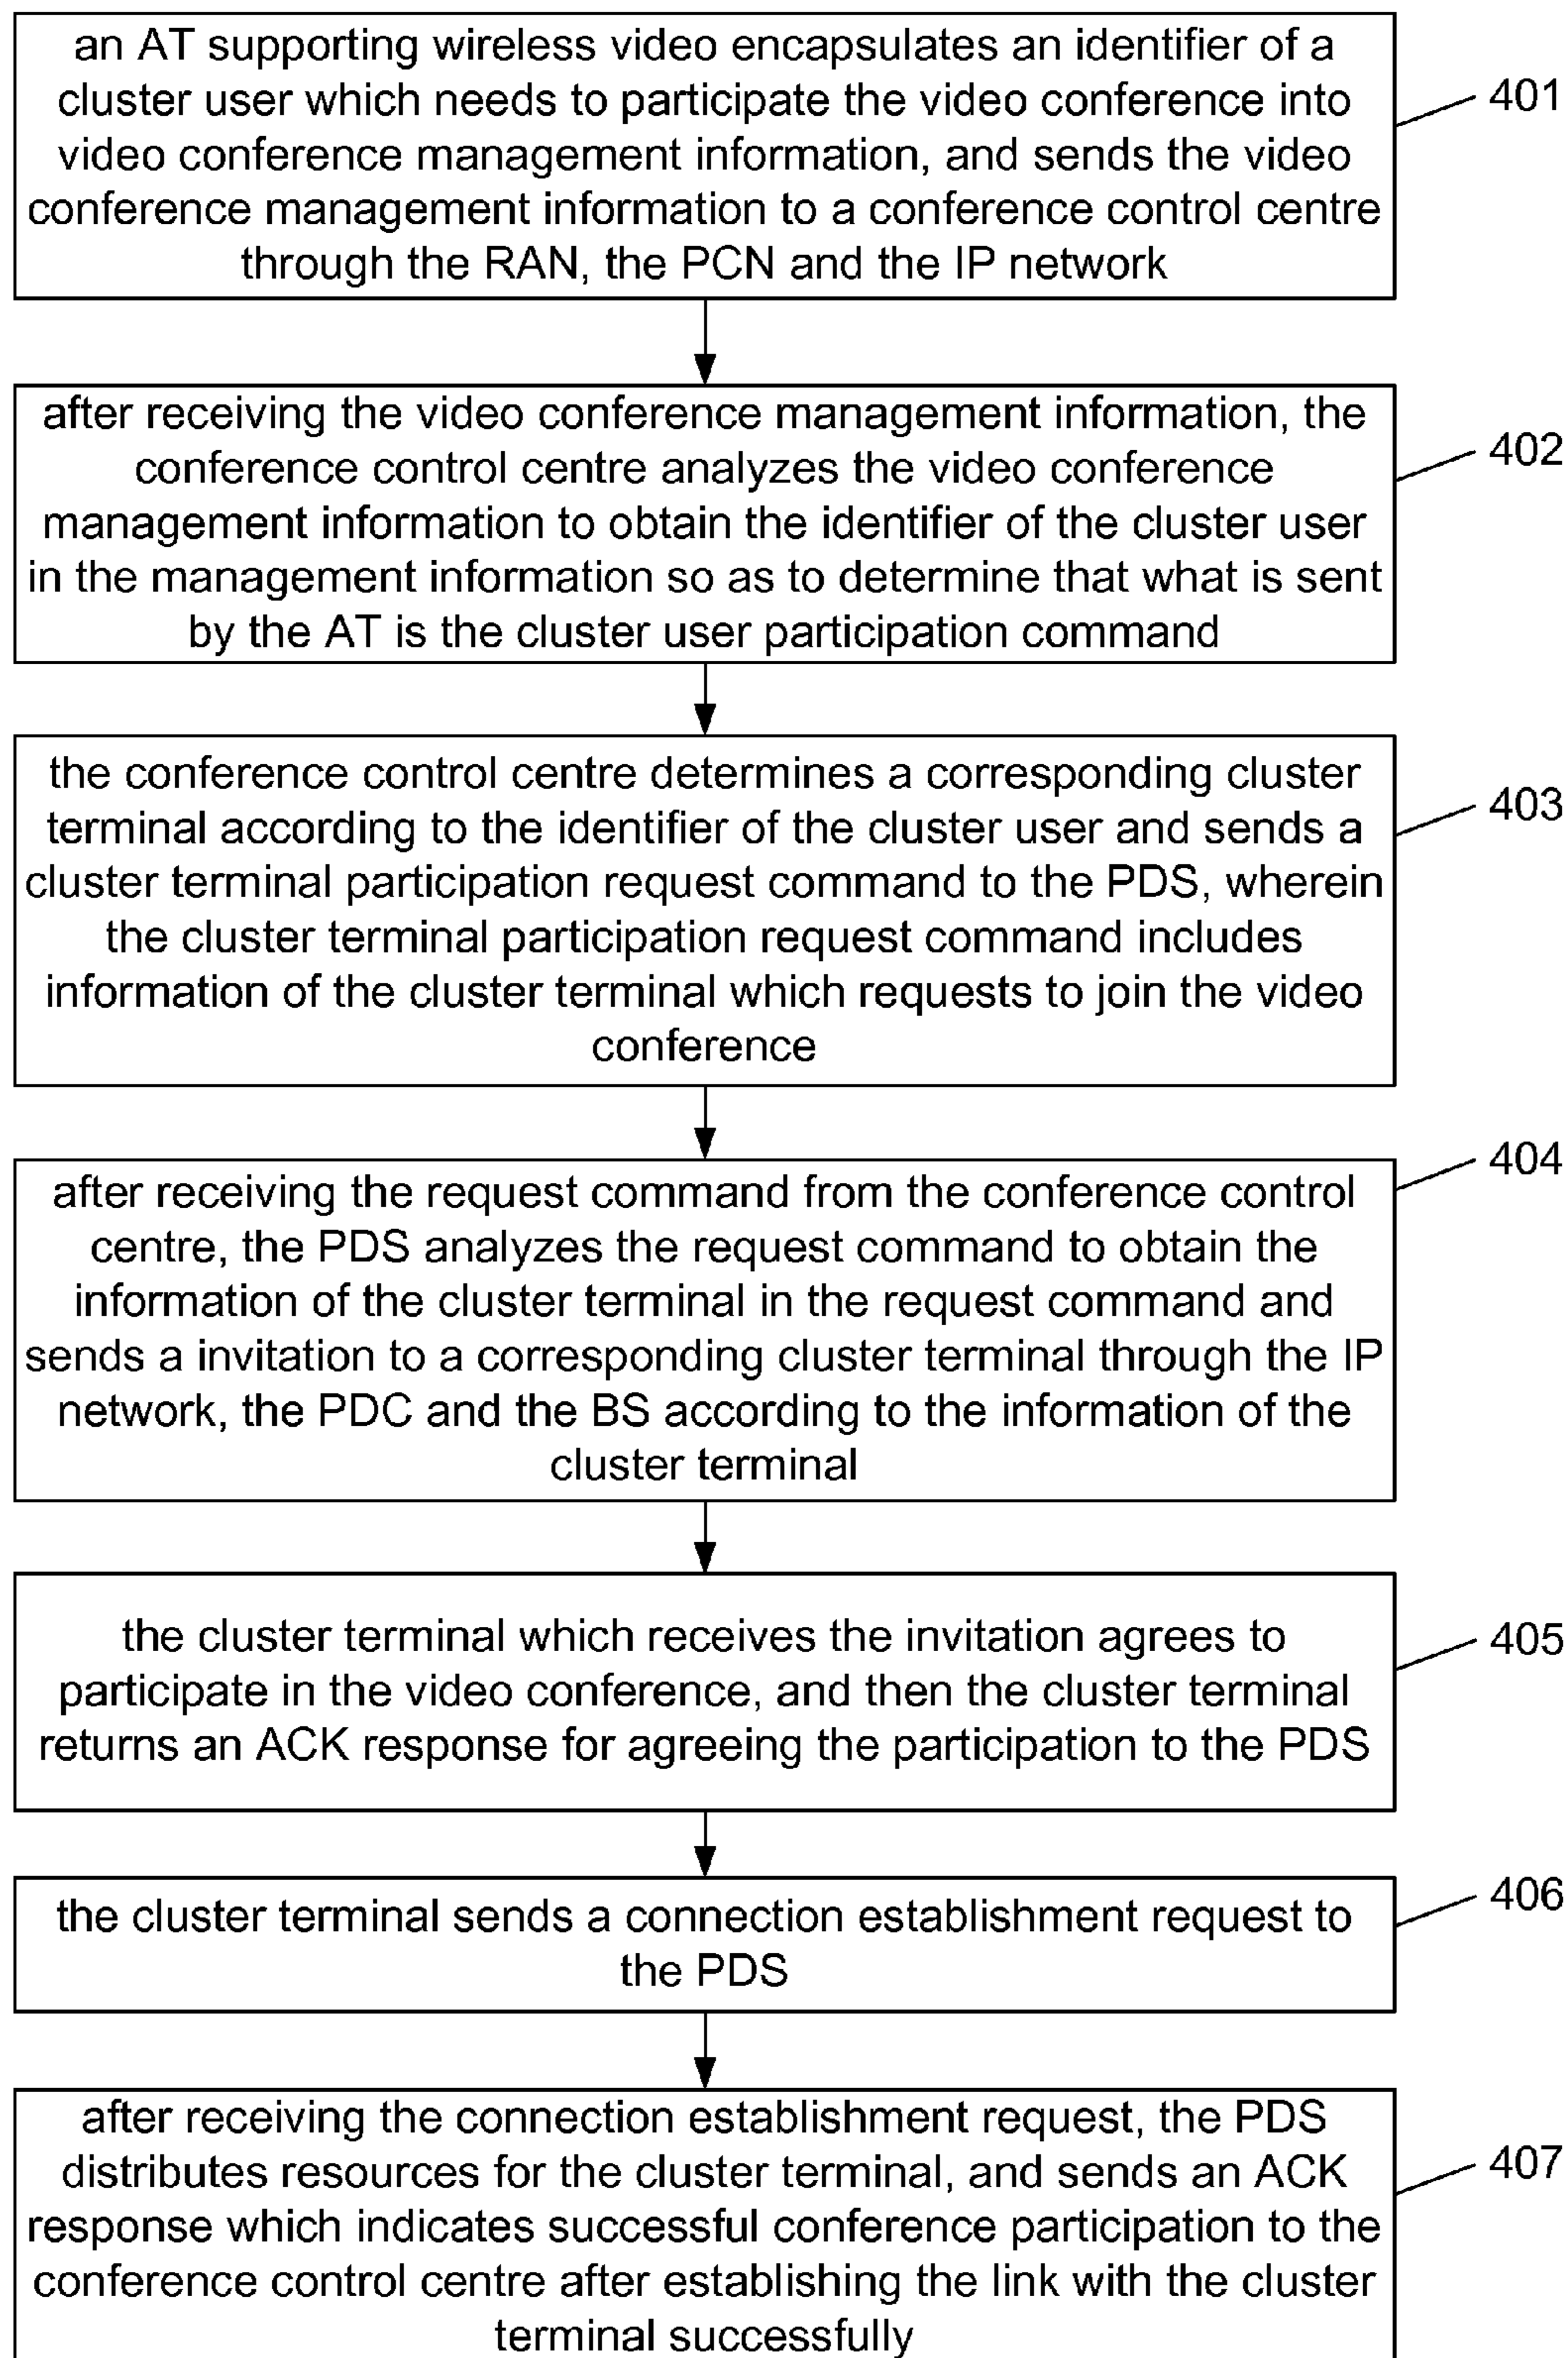 an AT supporting wireless video encapsulates an identifier of a
cluster user which needs to participate the video conference into
video conference management information, and sends the video
conference management information to a conference control centre
through the RAN, the PCN and the IP network
401
after receiving the video conference management information, the
conference control centre analyzes the video conference
management information to obtain the identifier of the cluster user
in the management information so as to determine that what is sent
by the AT is the cluster user participation command
402
the conference control centre determines a corresponding cluster
terminal according to the identifier of the cluster user and sends a
cluster terminal participation request command to the PDS, wherein
the cluster terminal participation request command includes
information of the cluster terminal which requests to join the video
conference
403
after receiving the request command from the conference control
centre, the PDS analyzes the request command to obtain the
information of the cluster terminal in the request command and
sends a invitation to a corresponding cluster terminal through the IP
network, the PDC and the BS according to the information of the
cluster terminal
404
the cluster terminal which receives the invitation agrees to
participate in the video conference, and then the cluster terminal
returns an ACK response for agreeing the participation to the PDS
405
the cluster terminal sends a connection establishment request to
the PDS
406
after receiving the connection establishment request, the PDS
distributes resources for the cluster terminal, and sends an ACK
response which indicates successful conference participation to the
conference control centre after establishing the link with the cluster
terminal successfully
407